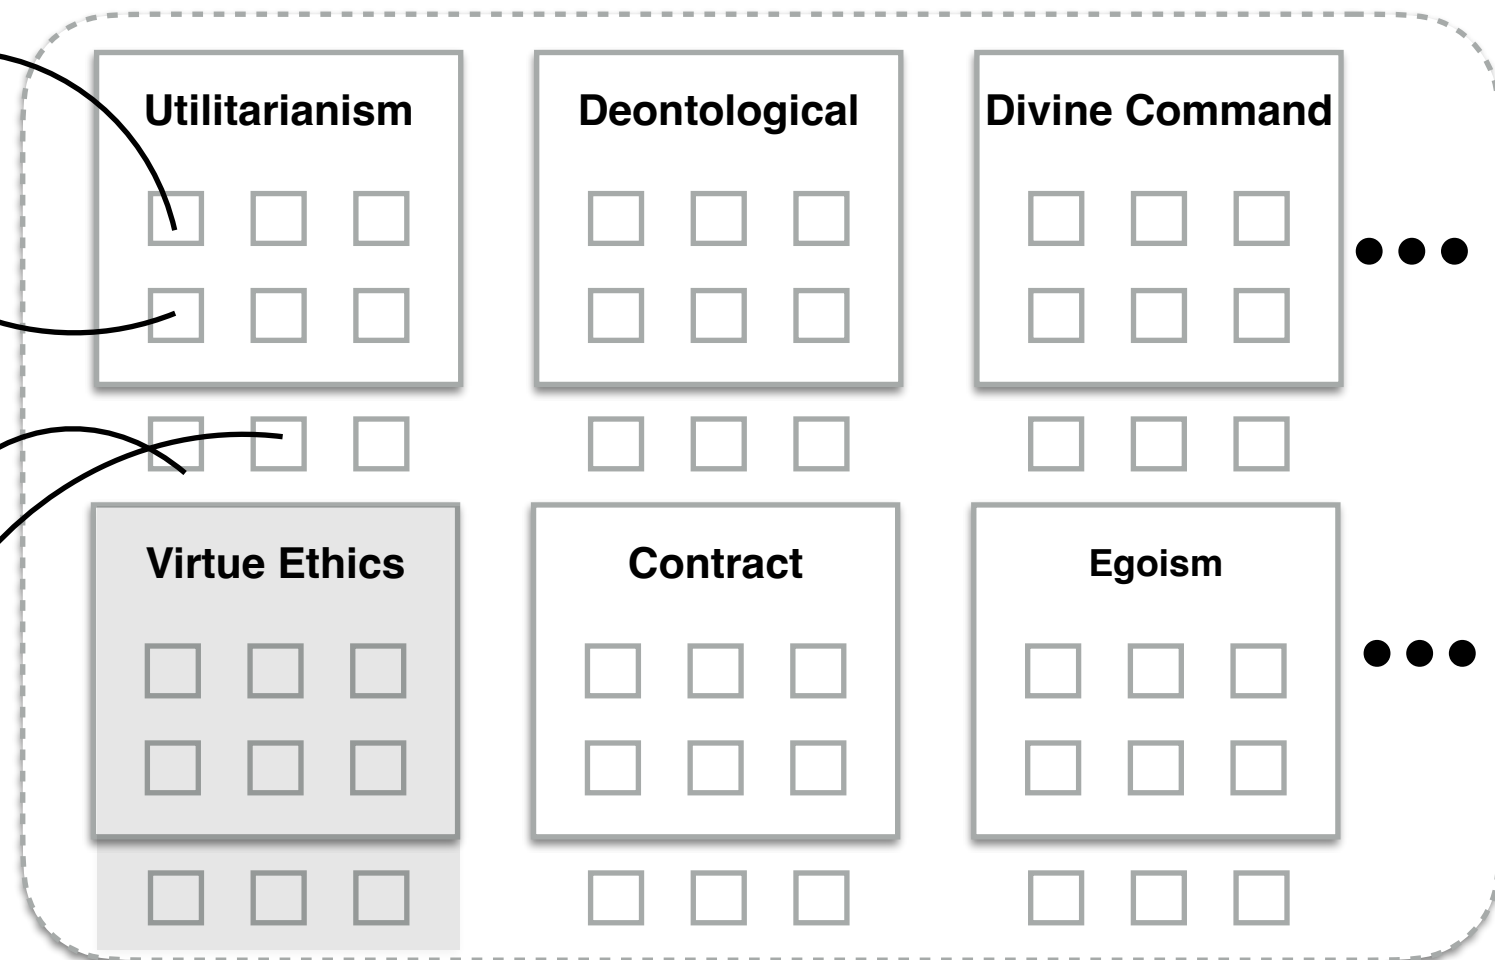 Utilitarianism
Deontological
Divine Command
Virtue Ethics
Contract
Egoism